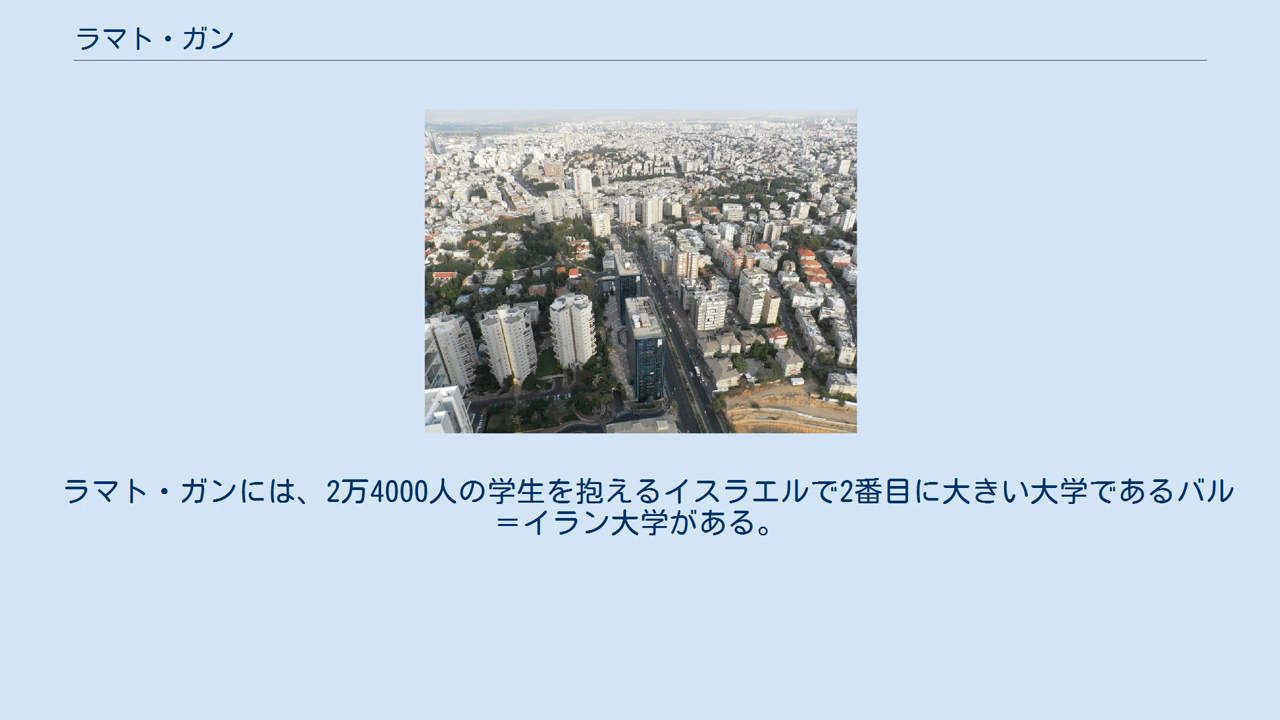 ラマト・ガン
ラマト・ガンには、2万4000人の学生を抱えるイスラエルで2番目に大きい大学であるバル
＝イラン大学がある。